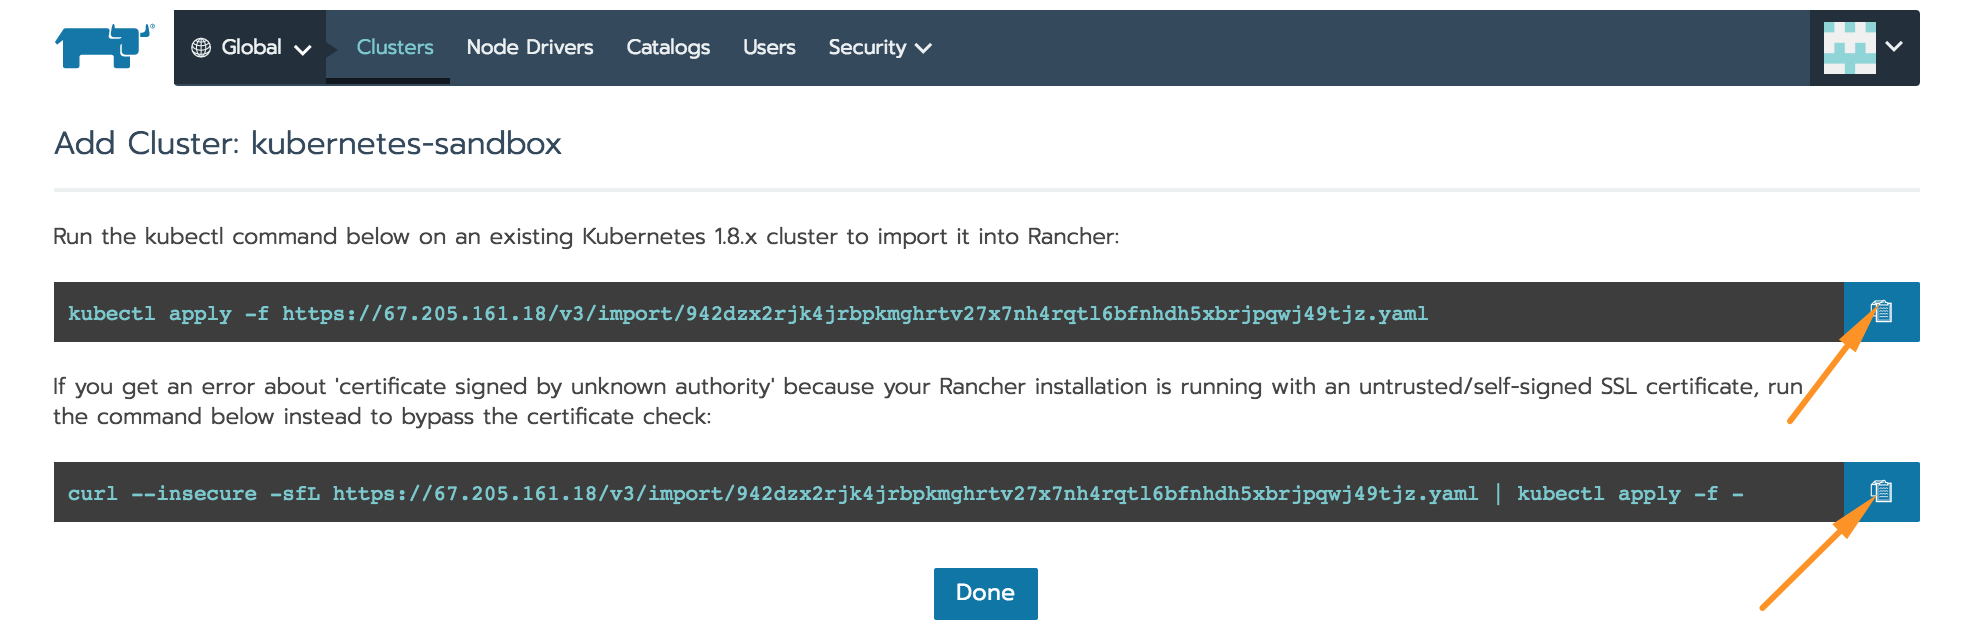 Global Clusters Node Drivers Catalogs Users Security
Add Cluster: kubernetes-sandbox
Run the kubectl command below on an existing Kubernetes 1.8.x cluster to import it into Rancher:
kubectl apply -f https://67.205.161.18/v3/import/942dzx2rjk4jrbpkmghrtv27x7nh4rqtl6bfnhdh5xbrjpqwj49tjz.yaml
If you get an error about 'certificate signed by unknown authority' because your Rancher installation is running with an untrusted/self-signed SSL certificate, run
the command below instead to bypass the certificate check:
curl --insecure -sfL https://67.205.161.18/v3/import/942dzx2rjk4jrbpkmghrtv27x7nh4rqtl6bfnhdh5xbrjpqwj49tjz.yaml | kubectl apply -f -
Done